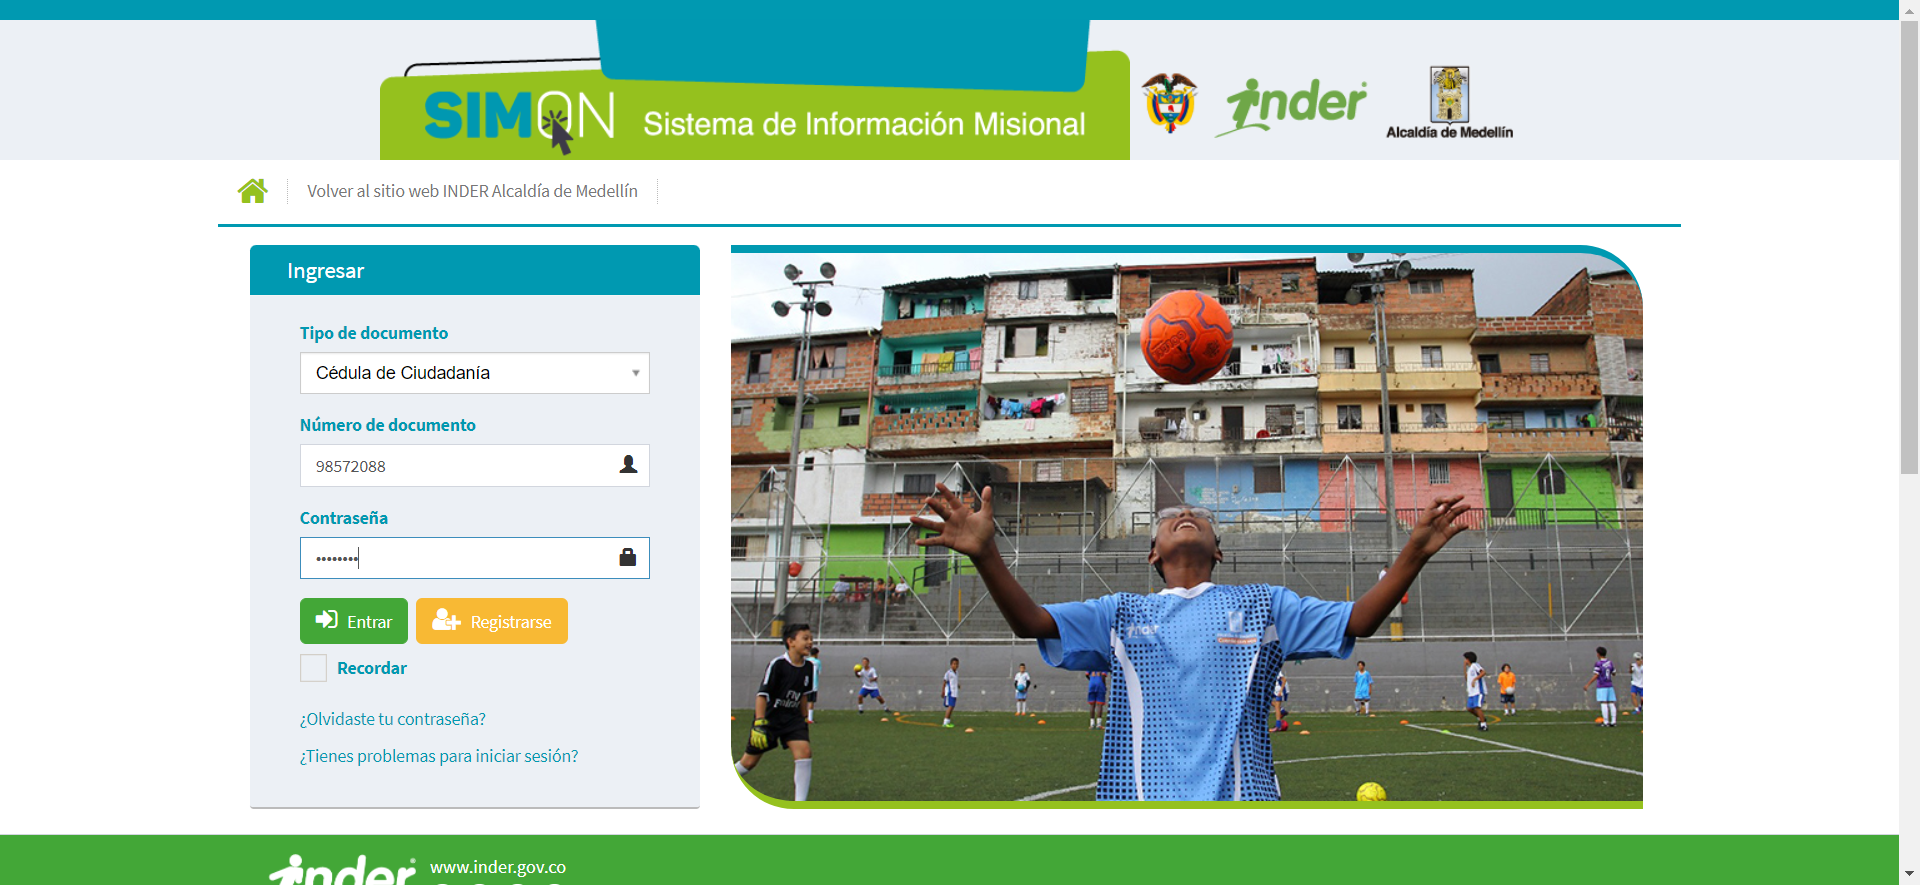 SIMON Sistema de Información Misional
inder
Alcaldía de Medellín
Volver al sitio web INDER Alcaldía de Medellín
Ingresar
Tipo de documento
Cédula de Ciudadanía
Número de documento
98572088
Contraseña
••••••••
Entrar
Registrarse
Recordar
¿Olvidaste tu contraseña?
¿Tienes problemas para iniciar sesión?
inder
www.inder.gov.co